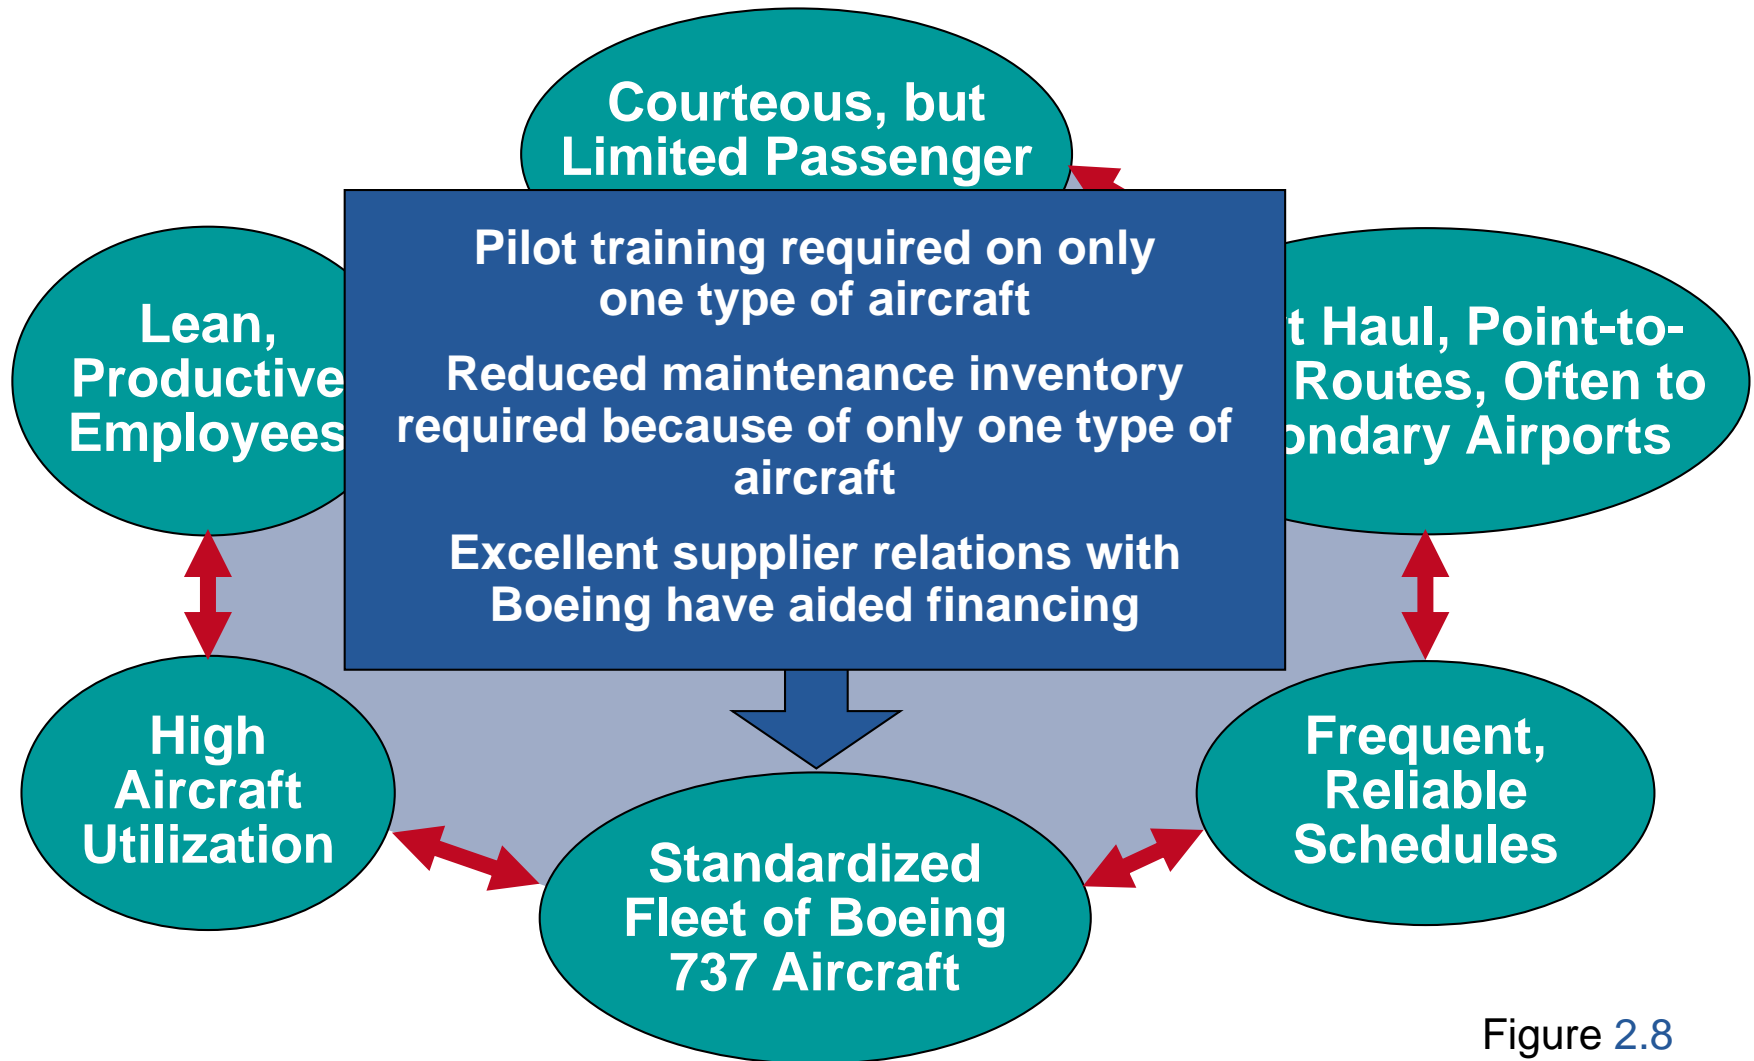 Courteous, but
Limited Passenger
Pilot training required on only
one type of aircraft
Reduced maintenance inventory
required because of only one type of
aircraft
Excellent supplier relations with
Boeing have aided financing
Lean,
Productive
Employees
Haul, Point-to-
Routes, Often to
Airports
High
Aircraft
Utilization
Standardized
Fleet of Boeing
737 Aircraft
Frequent,
Reliable
Schedules
Figure 2.8